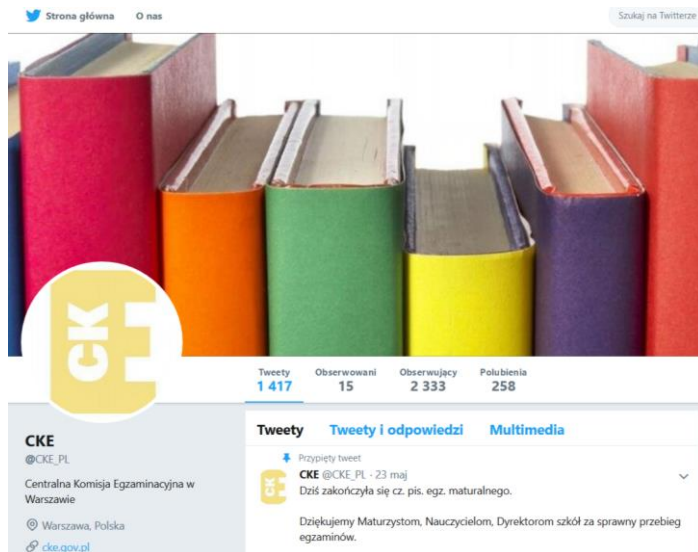 Strona główna O nas Szukaj na Twitterze
CK
Tweety Obserwowani Obserwujący Polubienia
1 417 15 2 333 258
CKE
@CKE_PL
Centralna Komisja Egzaminacyjna w
Warszawie
Warszawa, Polska
cke.gov.pl
Tweety Tweety i odpowiedzi Multimedia
Przypięty tweet
CKE @CKE_PL · 23 maj
Dziś zakończyła się cz. pis. egz. maturalnego.
Dziękujemy Maturzystom, Nauczycielom, Dyrektorom szkół za sprawny przebieg
egzaminów.